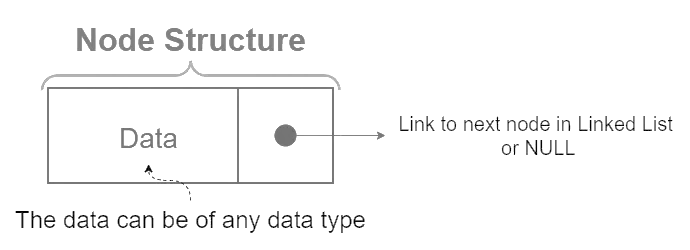 Node Structure
Data
Link to next node in Linked List
or NULL
The data can be of any data type